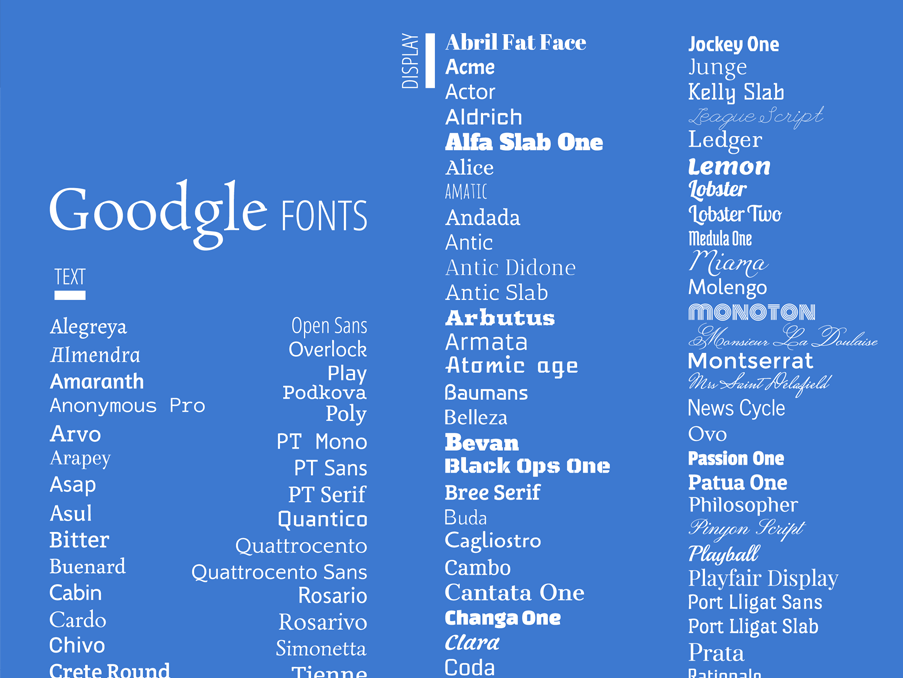 Goodgle FONTS
TEXT
Alegreya
Almendra
Amaranth
Anonymous Pro
Arvo
Arapey
Asap
Asul
Bitter
Buenard
Cabin
Cardo
Chivo
Crete Round
Open Sans
Overlock
Play
Podkova
Poly
PT Mono
PT Sans
PT Serif
Quantico
Quattrocento
Quattrocento Sans
Rosario
Rosarivo
Simonetta
Tienne
DISPLAY
Abril Fat Face
Acme
Actor
Aldrich
Alfa Slab One
Alice
AMATIC
Andada
Antic
Antic Didone
Antic Slab
Arbutus
Armata
Atomic age
Baumans
Belleza
Bevan
Black Ops One
Bree Serif
Buda
Cagliostro
Cambo
Cantata One
Changa One
Clara
Coda
Jockey One
Junge
Kelly Slab
League Script
Ledger
Lemon
Lobster
Lobster Two
Medula One
Miama
Molengo
MONOTON
Monsieur La Doulaise
Montserrat
Mrs Saint Delafield
News Cycle
Ovo
Passion One
Patua One
Philosopher
Pinyon Script
Playball
Playfair Display
Port Lligat Sans
Port Lligat Slab
Prata
Rationale